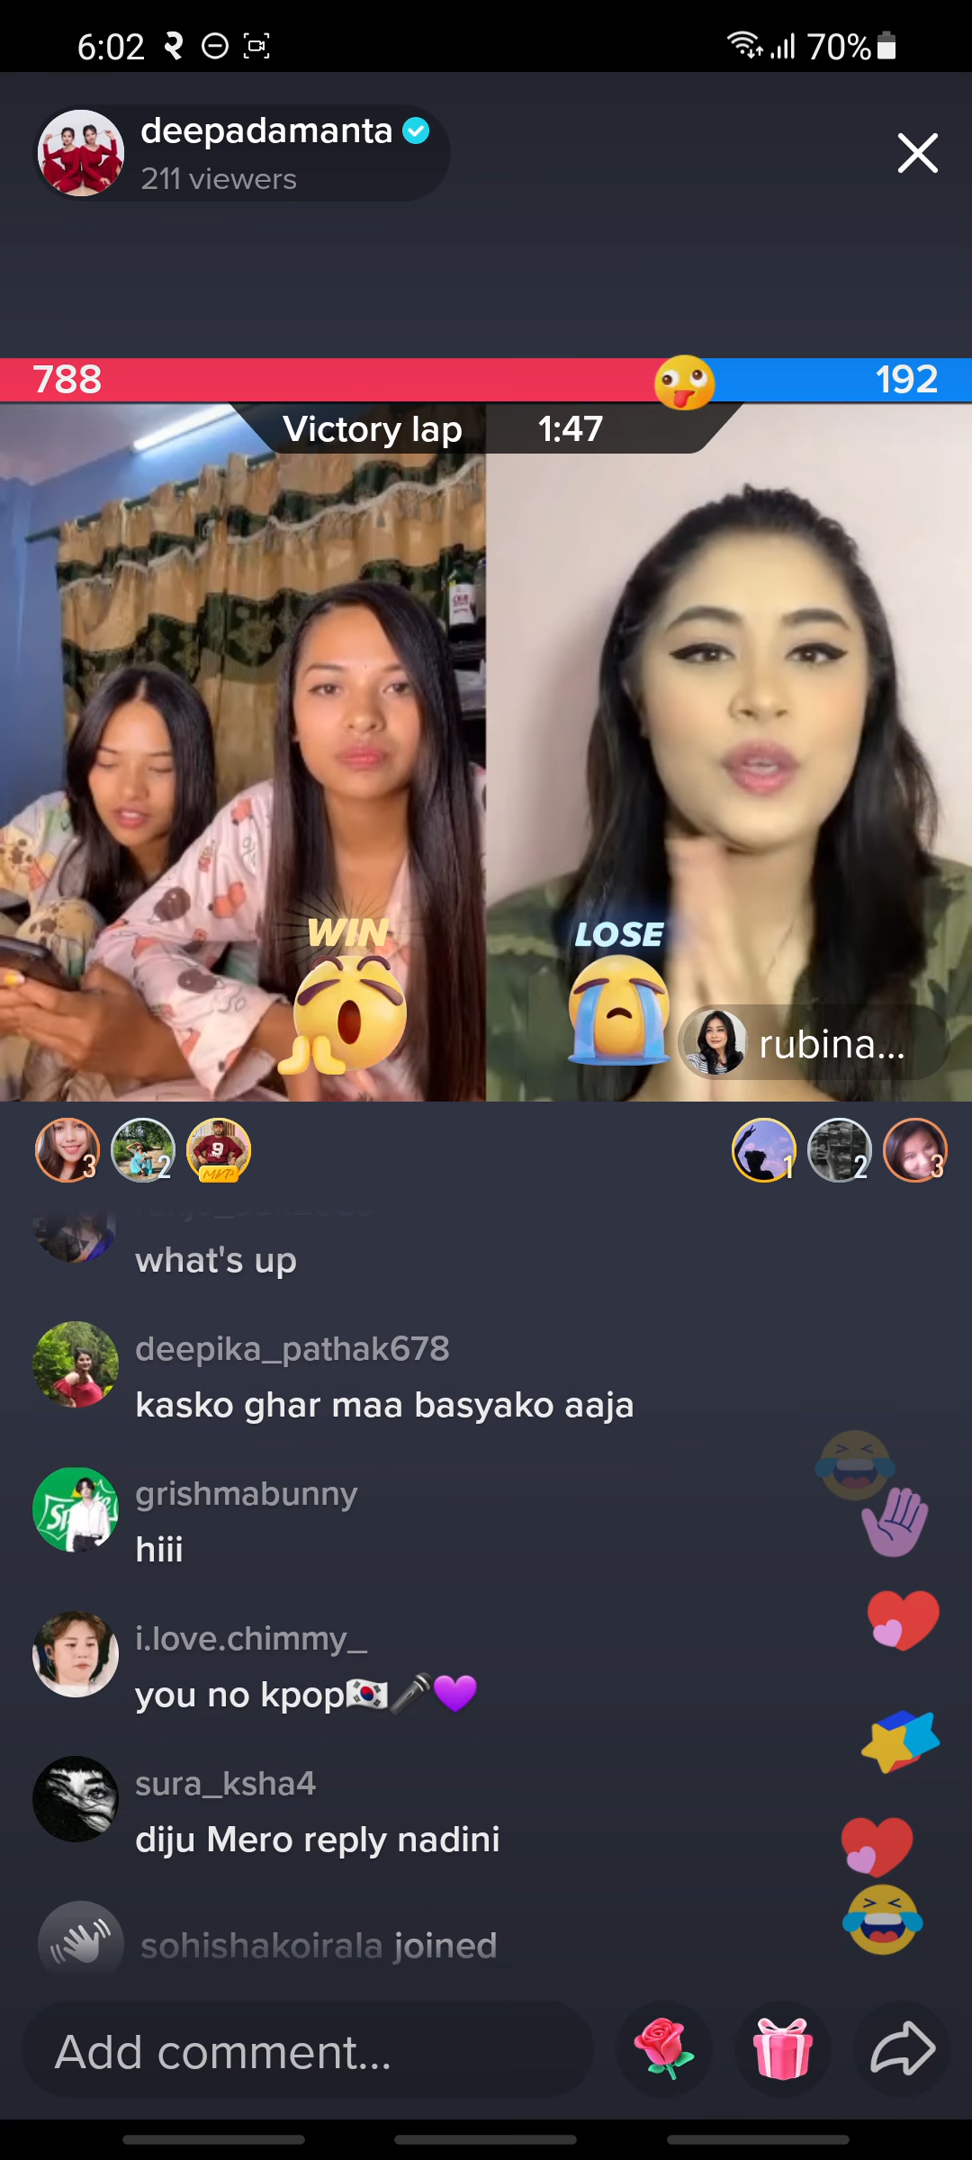 6:02
70%
deepadamanta
211 viewers
788
192
Victory lap 1:47
WIN
LOSE
rubina...
3
2
MVP
1
2
3
what's up
deepika_pathak678
kasko ghar maa basyako aaja
grishmabunny
hiii
i.love.chimmy_
you no kpop🇰🇷🎤💜
sura_ksha4
diju Mero reply nadini
sohishakoirala joined
Add comment...